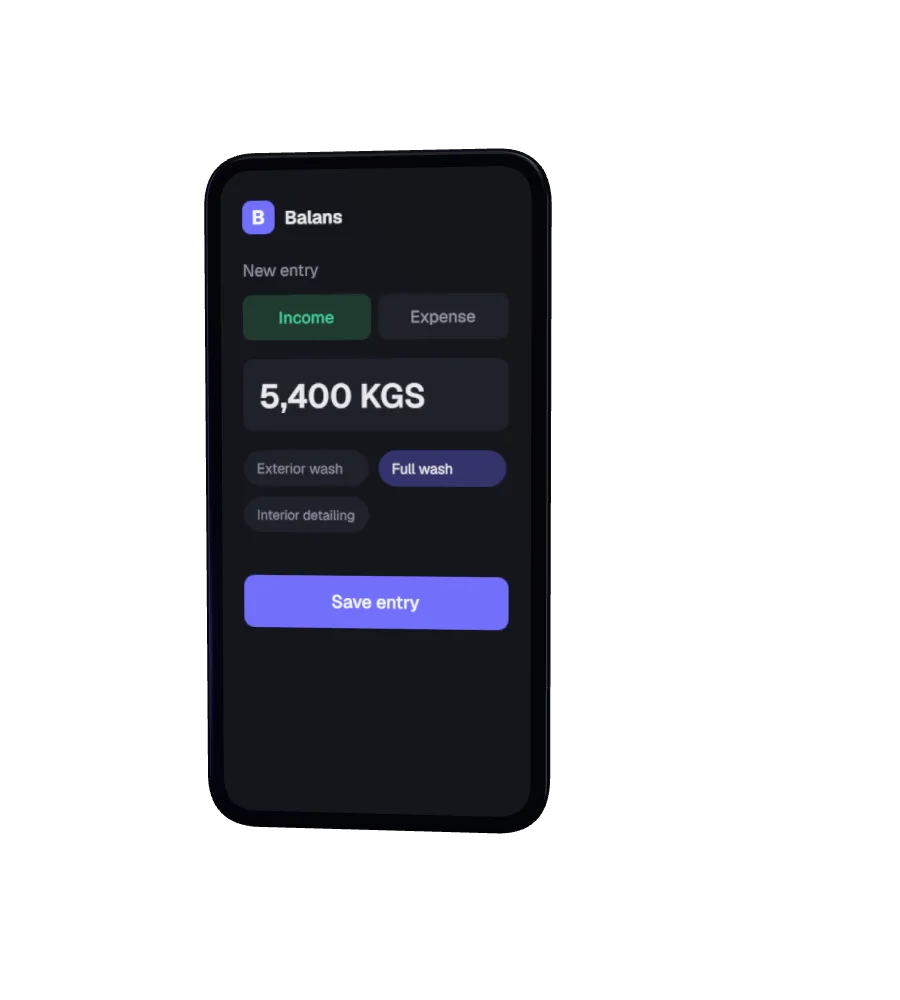 B Balans
New entry
Income Expense
5,400 KGS
Exterior wash Full wash
Interior detailing
Save entry